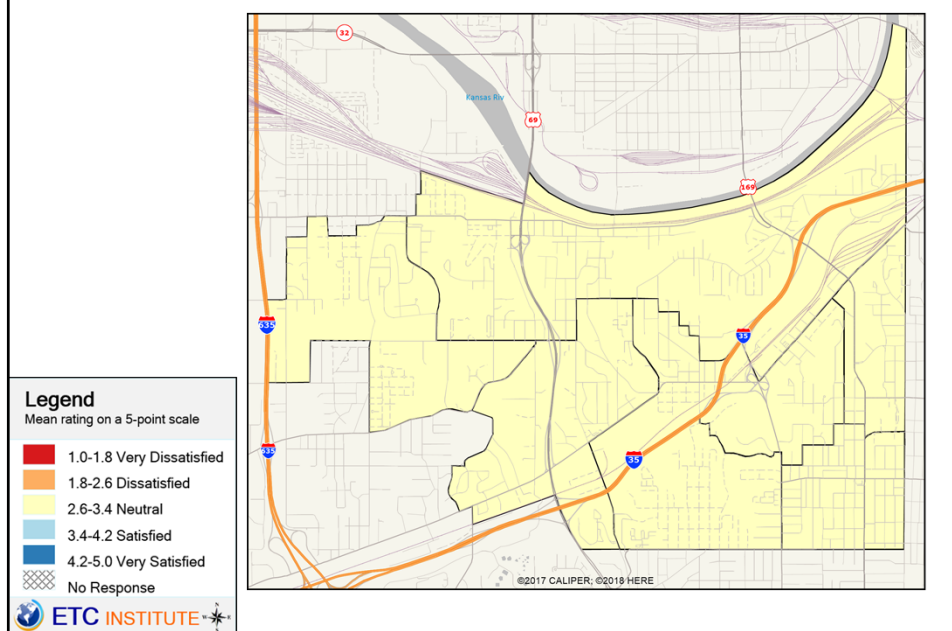 32
Kansas Riv
69
169
635
35
635
35
©2017 CALIPER; ©2018 HERE
Legend
Mean rating on a 5-point scale
1.0-1.8 Very Dissatisfied
1.8-2.6 Dissatisfied
2.6-3.4 Neutral
3.4-4.2 Satisfied
4.2-5.0 Very Satisfied
No Response
ETC INSTITUTE